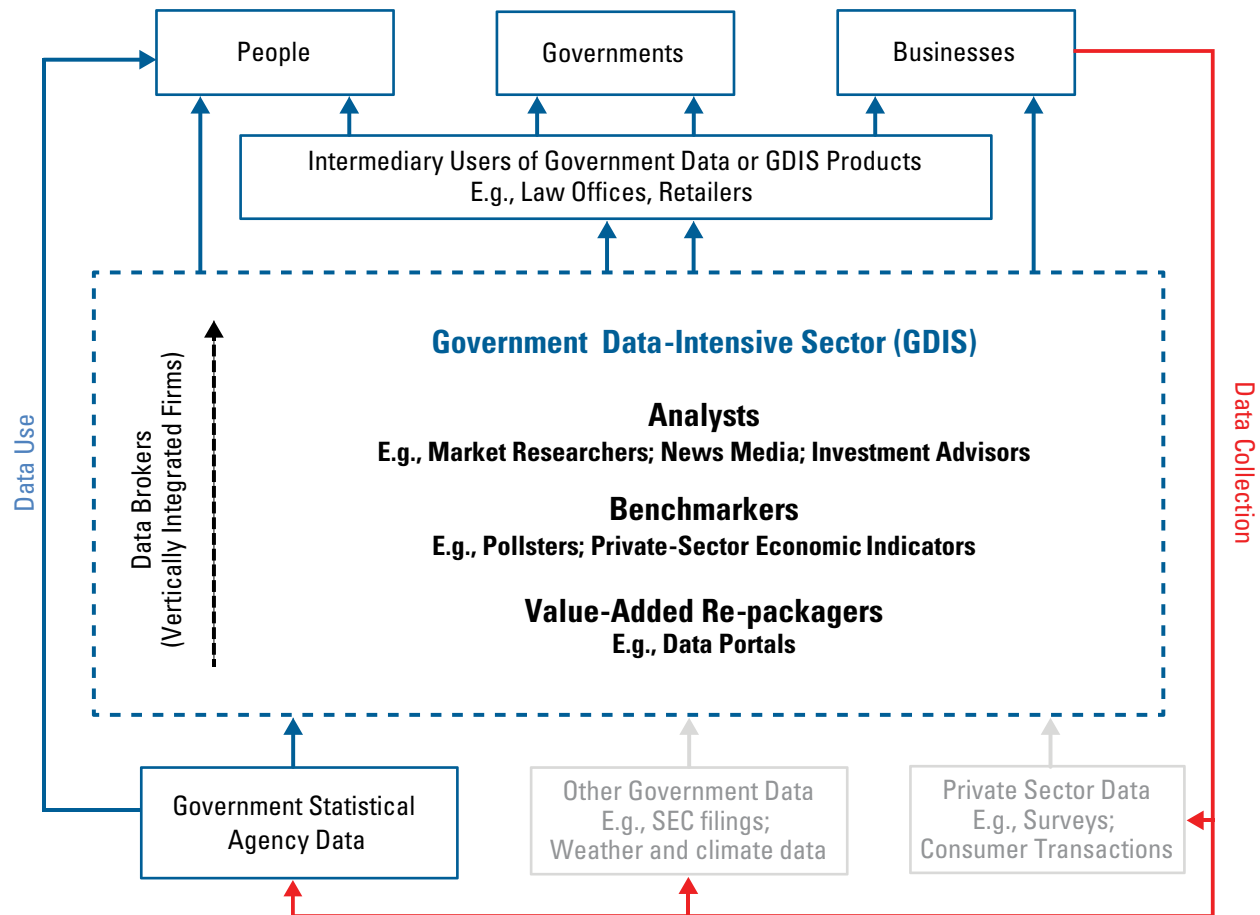 People
Governments
Businesses
Intermediary Users of Government Data or GDIS Products
E.g., Law Offices, Retailers
Government Data-Intensive Sector (GDIS)
Analysts
E.g., Market Researchers; News Media; Investment Advisors
Benchmarkers
E.g., Pollsters; Private-Sector Economic Indicators
Value-Added Re-packagers
E.g., Data Portals
Data Brokers
(Vertically Integrated Firms)
Data Use
Data Collection
Government Statistical
Agency Data
Other Government Data
E.g., SEC filings;
Weather and climate data
Private Sector Data
E.g., Surveys;
Consumer Transactions